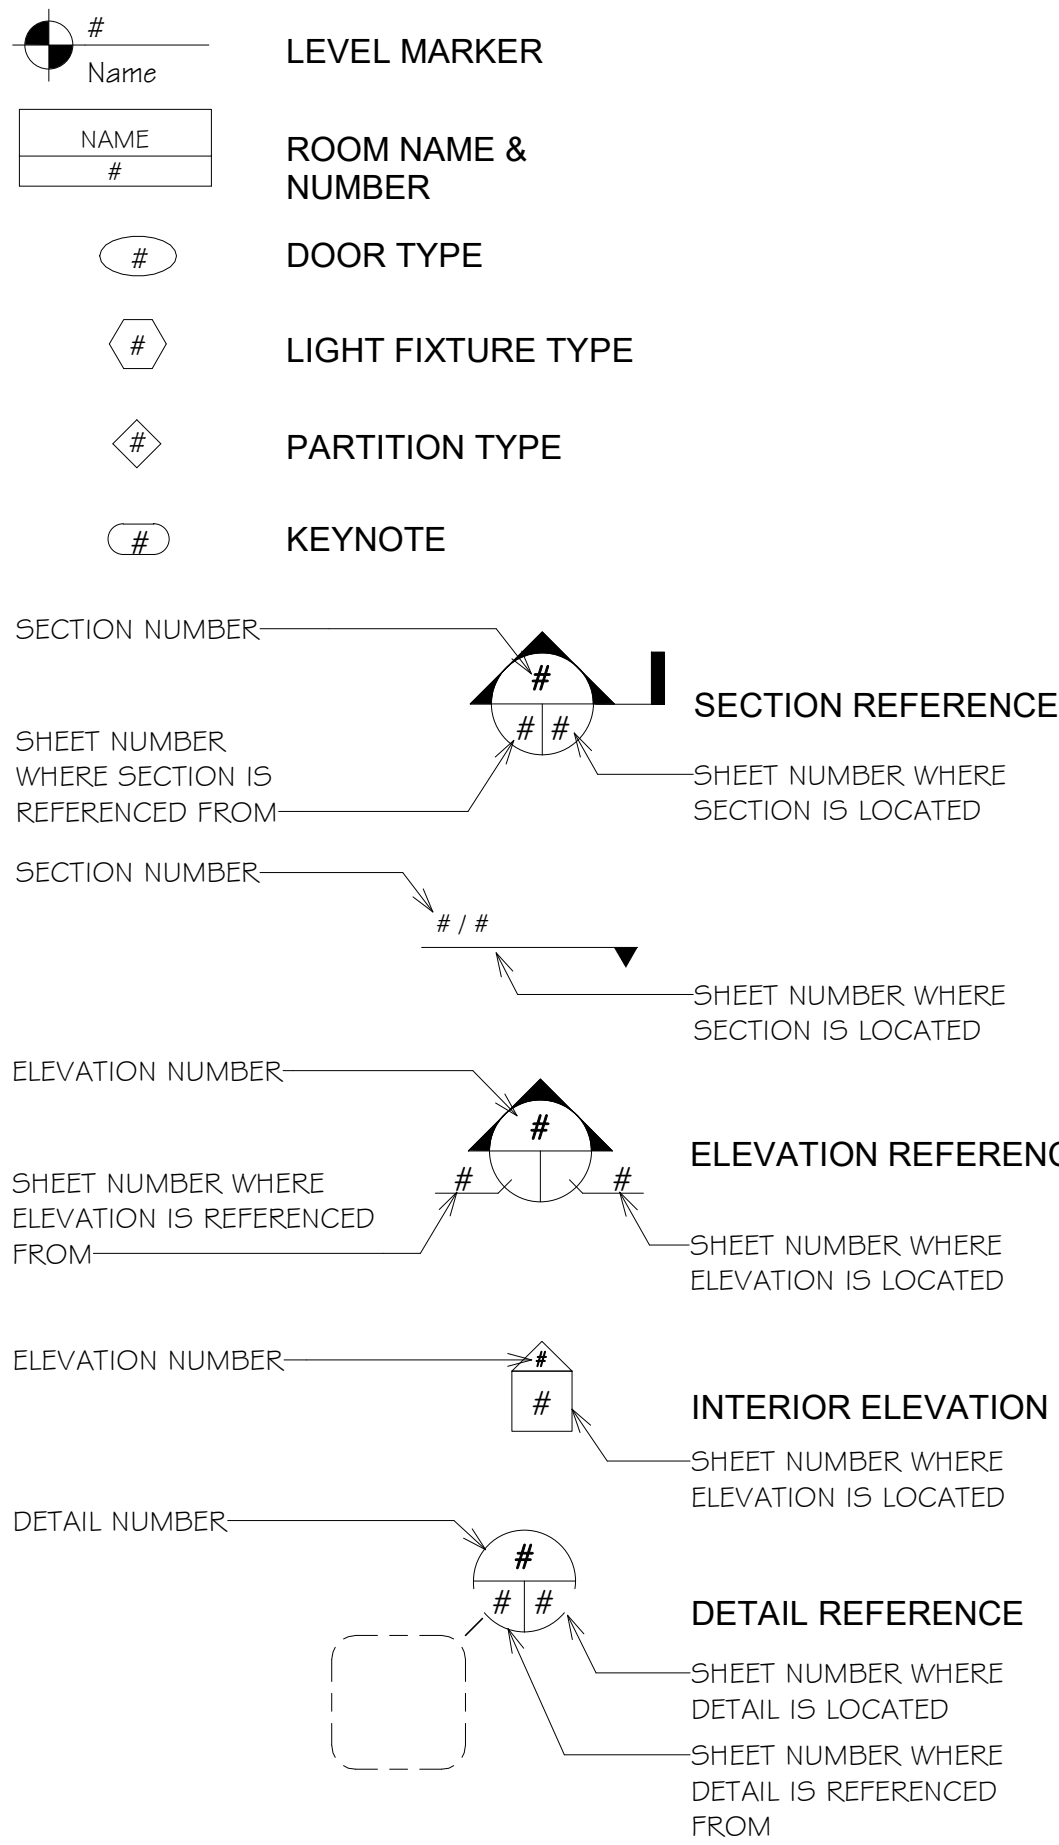 #
Name
LEVEL MARKER
NAME
#
ROOM NAME &
NUMBER
#
DOOR TYPE
#
LIGHT FIXTURE TYPE
#
PARTITION TYPE
#
KEYNOTE
SECTION NUMBER
#
# #
SECTION REFERENCE
SHEET NUMBER
WHERE SECTION IS
REFERENCED FROM
SHEET NUMBER WHERE
SECTION IS LOCATED
SECTION NUMBER
# / #
SHEET NUMBER WHERE
SECTION IS LOCATED
ELEVATION NUMBER
#
ELEVATION REFERENC
# #
SHEET NUMBER WHERE
ELEVATION IS REFERENCED
FROM
SHEET NUMBER WHERE
ELEVATION IS LOCATED
ELEVATION NUMBER
#
#
INTERIOR ELEVATION
SHEET NUMBER WHERE
ELEVATION IS LOCATED
DETAIL NUMBER
#
# #
DETAIL REFERENCE
SHEET NUMBER WHERE
DETAIL IS LOCATED
SHEET NUMBER WHERE
DETAIL IS REFERENCED
FROM